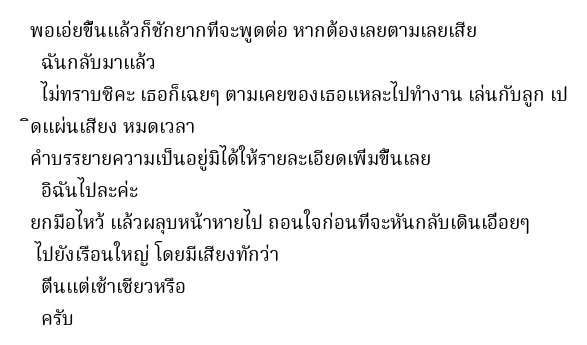 พอเอ่ยขึ้นแล้วก็ชักยากที่จะพูดต่อ หากต้องเลยตามเลยเสีย
ฉันกลับมาแล้ว
ไม่ทราบซิคะ เธอก็เฉยๆ ตามเคยของเธอแหละไปทำงาน เล่นกับลูก เป
ิดแผ่นเสียง หมดเวลา
คำบรรยายความเป็นอยู่มิได้ให้รายละเอียดเพิ่มขึ้นเลย
อิฉันไปละค่ะ
ยกมือไหว้ แล้วผลุบหน้าหายไป ถอนใจก่อนที่จะหันกลับเดินเอื่อยๆ
ไปยังเรือนใหญ่ โดยมีเสียงทักว่า
ตื่นแต่เช้าเชียวหรือ
ครับ